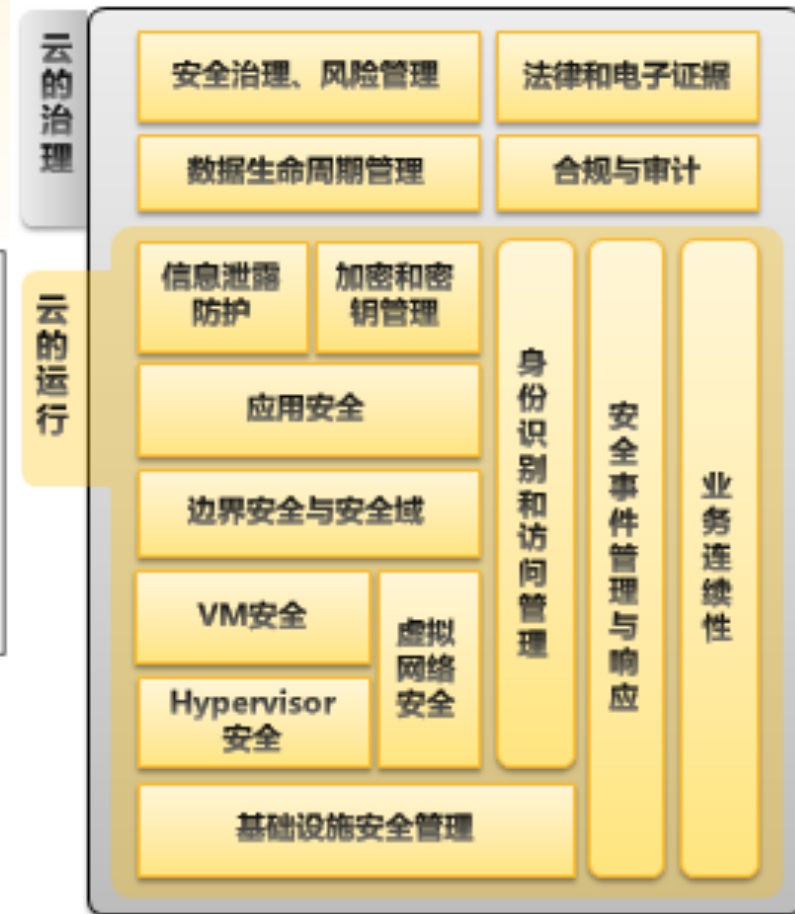 云的治理
安全治理、风险管理
法律和电子证据
数据生命周期管理
合规与审计
云的运行
信息泄露
防护
加密和密
钥管理
应用安全
边界安全与安全域
VM安全
Hypervisor
安全
虚拟
网络
安全
身份识别和访问管理
安全事件管理与响应
业务连续性
基础设施安全管理